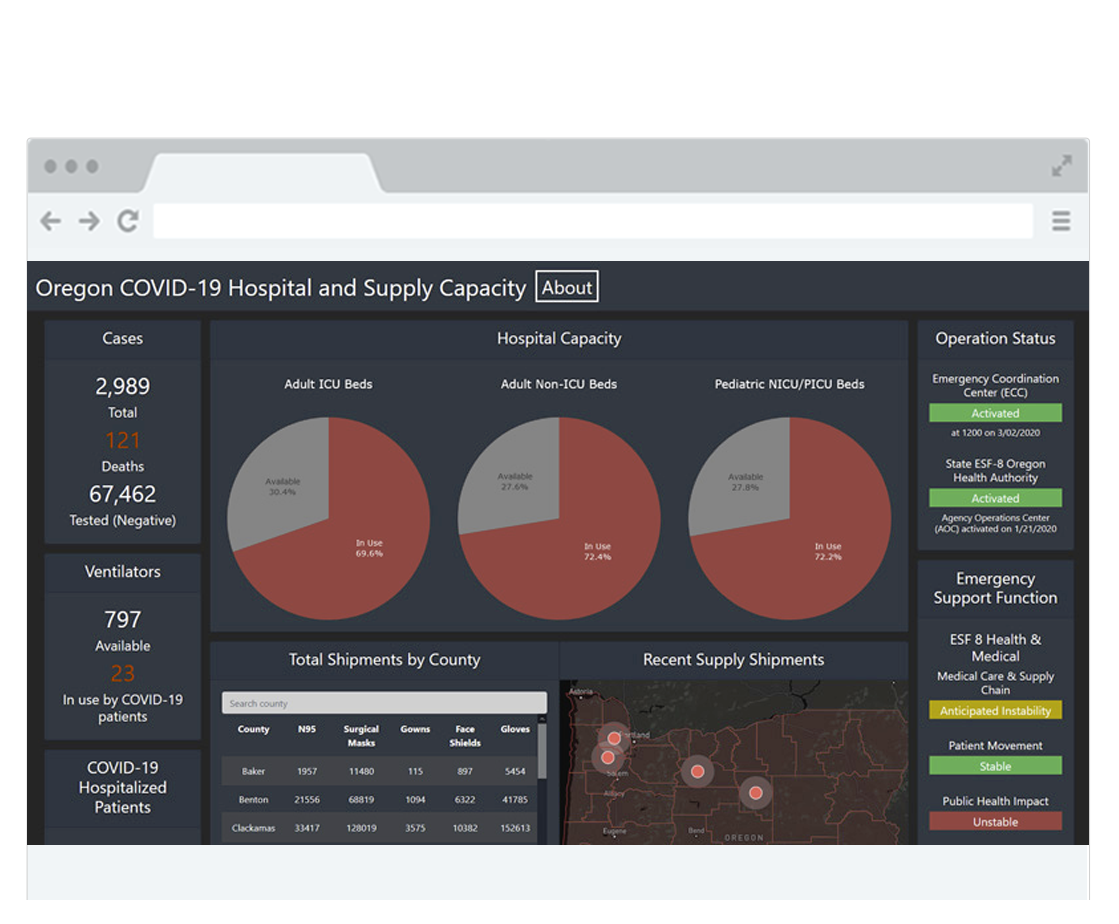 Oregon COVID-19 Hospital and Supply Capacity About
Cases
2,989
Total
121
Deaths
67,462
Tested (Negative)
Ventilators
797
Available
23
In use by COVID-19
patients
COVID-19
Hospitalized
Patients
Hospital Capacity
Adult ICU Beds
Available
30.4%
In Use
69.6%
Adult Non-ICU Beds
Available
27.6%
In Use
72.4%
Pediatric NICU/PICU Beds
Available
27.8%
In Use
72.2%
Total Shipments by County
Search county
County N95 Surgical Masks Gowns Face Shields Gloves
Baker 1957 11480 115 897 5454
Benton 21556 68819 1094 6322 41785
Clackamas 33417 128019 3575 10382 152613
Recent Supply Shipments
Astoria
Portland
Salem
Albany
Eugene
Bend
OREGON
Operation Status
Emergency Coordination
Center (ECC)
Activated
at 1200 on 3/02/2020
State ESF-8 Oregon
Health Authority
Activated
Agency Operations Center
(AOC) activated on 1/21/2020
Emergency
Support Function
ESF 8 Health &
Medical
Medical Care & Supply
Chain
Anticipated Instability
Patient Movement
Stable
Public Health Impact
Unstable